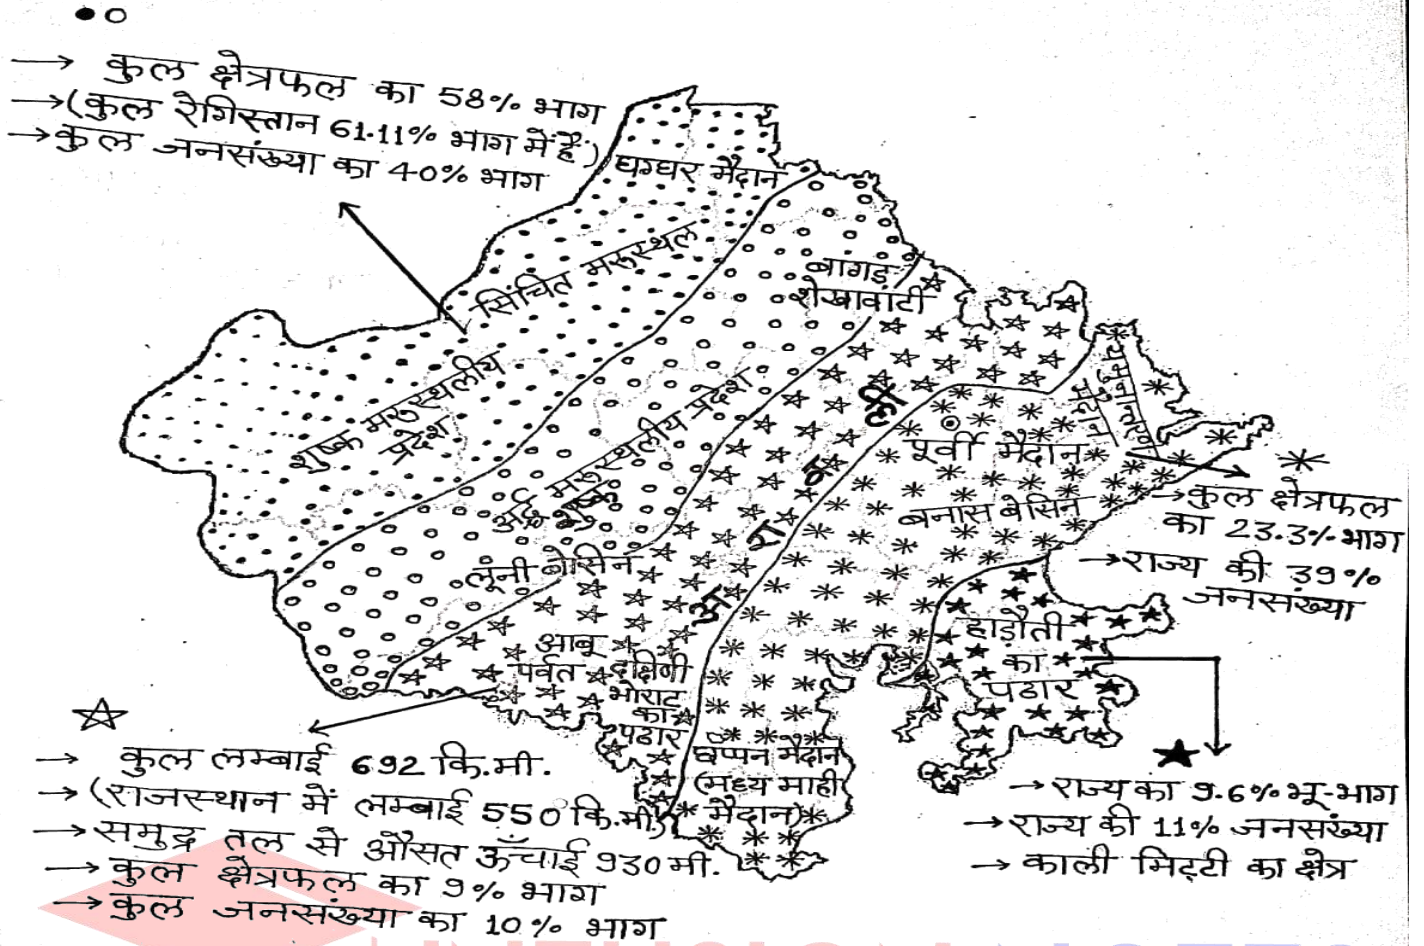 → कुल क्षेत्रफल का 58% भाग
→(कुल रेगिस्तान 61.11% भाग में है)
→कुल जनसंख्या का 40% भाग
घग्घर मैदान
सिंचित मरूस्थल
बागड़/
शेखावाटी
शुष्क मरूस्थलीय
प्रदेश
अर्द्ध मरूस्थलीय प्रदेश
शुष्क
यमुना
मैदान
पूर्वी मैदान
बनास बेसिन
अ रा व ली
→कुल क्षेत्रफल
का 23.3% भाग
→राज्य की 39%
जनसंख्या
लूनी बेसिन
आबू
पर्वत
दक्षिणी
भोराट
का
पठार
हाड़ौती
का
पठार
छप्पन मैदान
(मध्य माही
मैदान)
→ कुल लम्बाई 692 कि.मी.
→(राजस्थान में लम्बाई 550 कि.मी.)
→समुद्र तल से औसत ऊँचाई 930 मी.
→कुल क्षेत्रफल का 9% भाग
→कुल जनसंख्या का 10% भाग
→राज्य का 9.6% भू-भाग
→राज्य की 11% जनसंख्या
→ काली मिट्टी का क्षेत्र